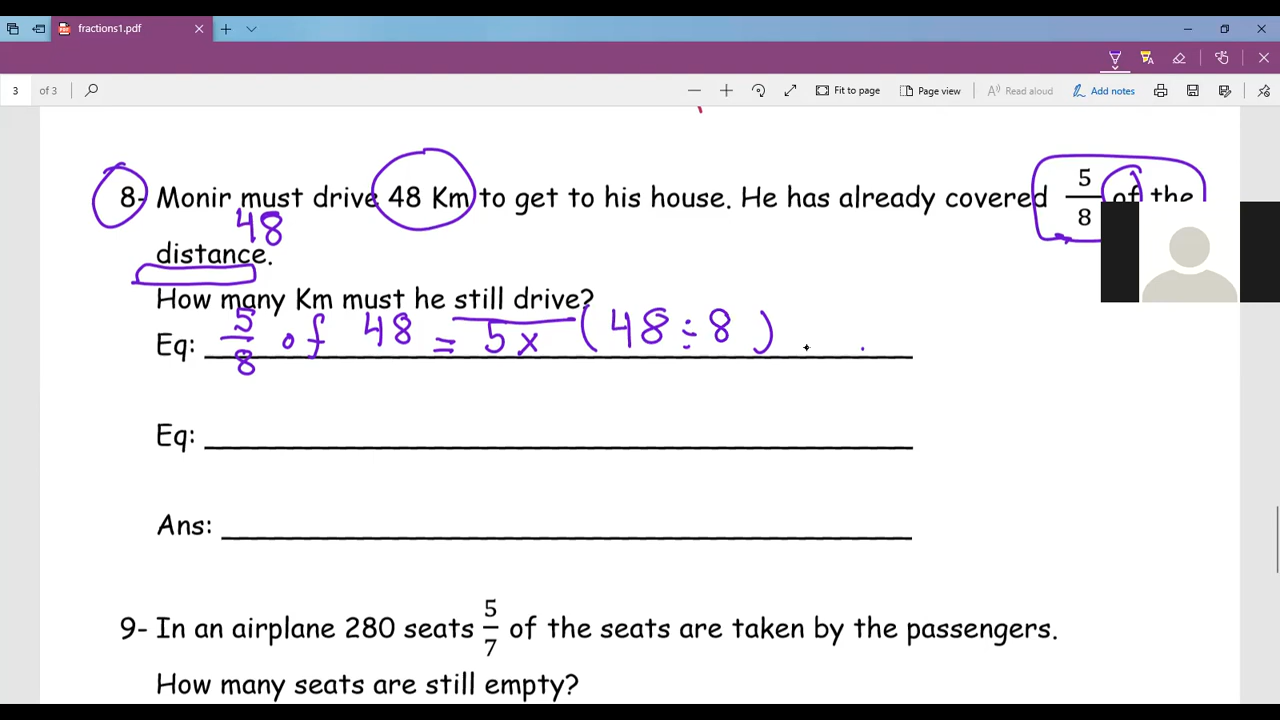 fractions1.pdf
3 of 3
Fit to page
Page view
Read aloud
Add notes
8- Monir must drive 48 Km to get to his house. He has already covered 5/8 of the
48
distance.
How many Km must he still drive?
Eq: 5/8 of 48 = 5 x (48 ÷ 8)
Eq:
Ans:
9- In an airplane 280 seats 5/7 of the seats are taken by the passengers.
How many seats are still empty?